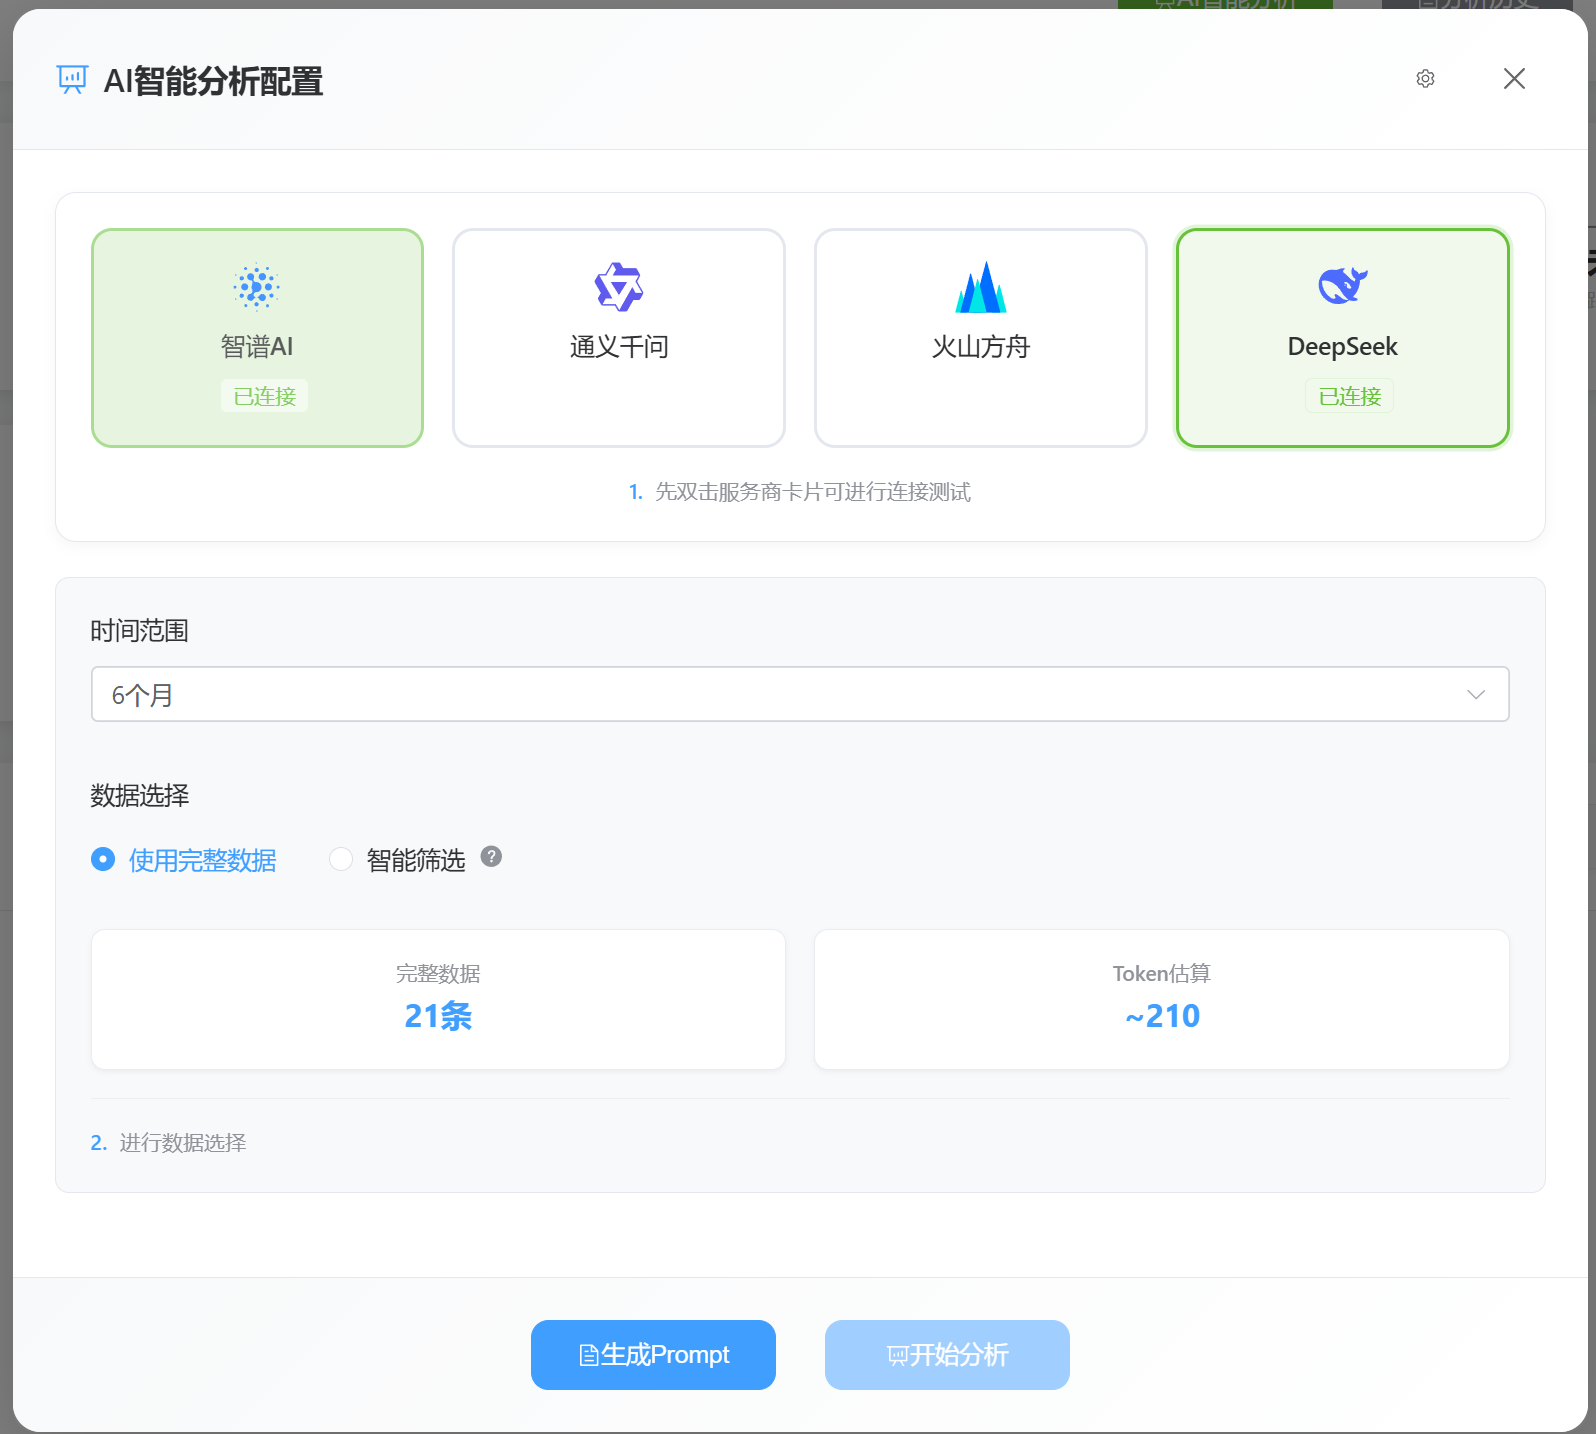 AI智能分析配置
智谱AI
已连接
通义千问
火山方舟
DeepSeek
已连接
1. 先双击服务商卡片可进行连接测试
时间范围
6个月
数据选择
使用完整数据
智能筛选 ?
完整数据
21条
Token估算
~210
2. 进行数据选择
生成Prompt
开始分析